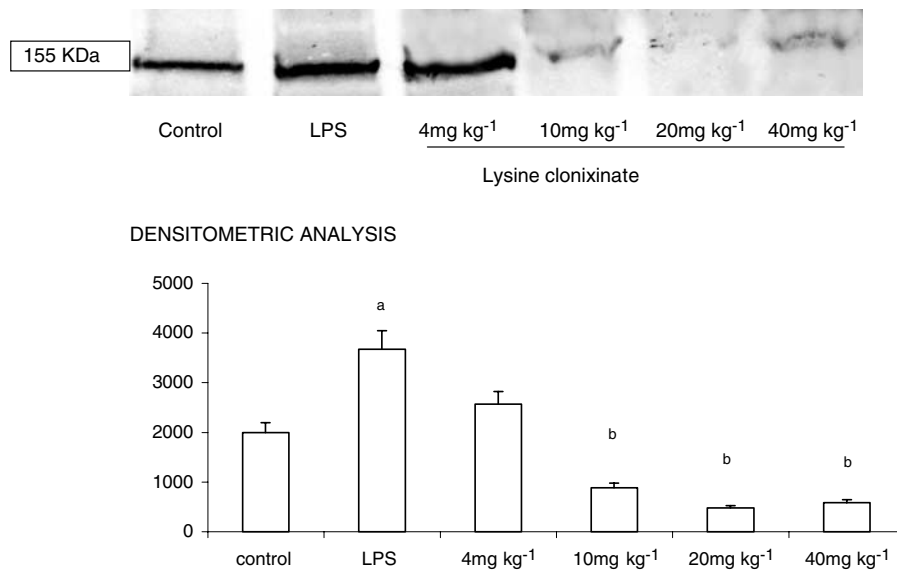 155 KDa
Control LPS 4mg kg-1 10mg kg-1 20mg kg-1 40mg kg-1
Lysine clonixinate
DENSITOMETRIC ANALYSIS
5000
4000
3000
2000
1000
0
a
b
b
b
control LPS 4mg kg-1 10mg kg-1 20mg kg-1 40mg kg-1